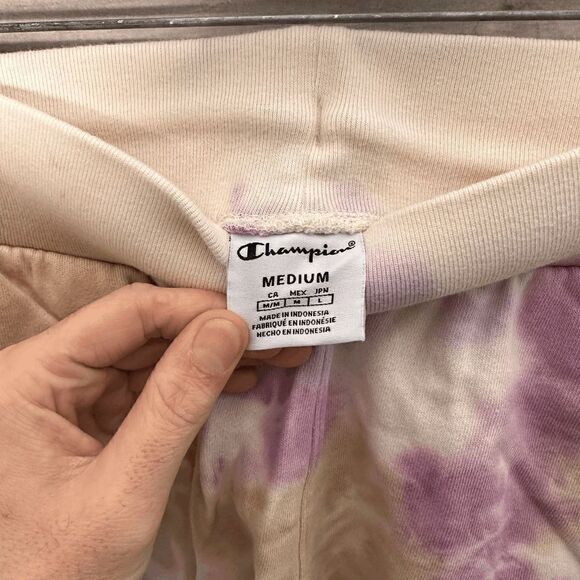 Champion®
MEDIUM
CA MEX JPN
M/M M L
MADE IN INDONESIA
FABRIQUÉ EN INDONÉSIE
HECHO EN INDONESIA